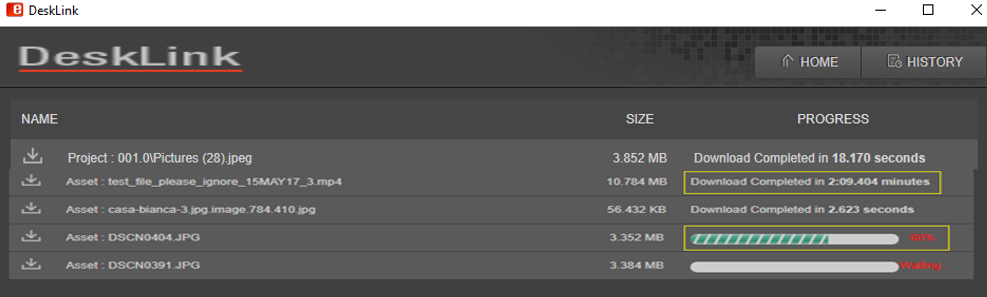 DeskLink
DeskLink
HOME HISTORY
NAME SIZE PROGRESS
Project : 001.0\Pictures (28).jpeg 3.852 MB Download Completed in 18.170 seconds
Asset : test_file_please_ignore_15MAY17_3.mp4 10.784 MB Download Completed in 2:09.404 minutes
Asset : casa-bianca-3.jpg.image.784.410.jpg 56.432 KB Download Completed in 2.623 seconds
Asset : DSCN0404.JPG 3.352 MB
Asset : DSCN0391.JPG 3.384 MB Waiting..